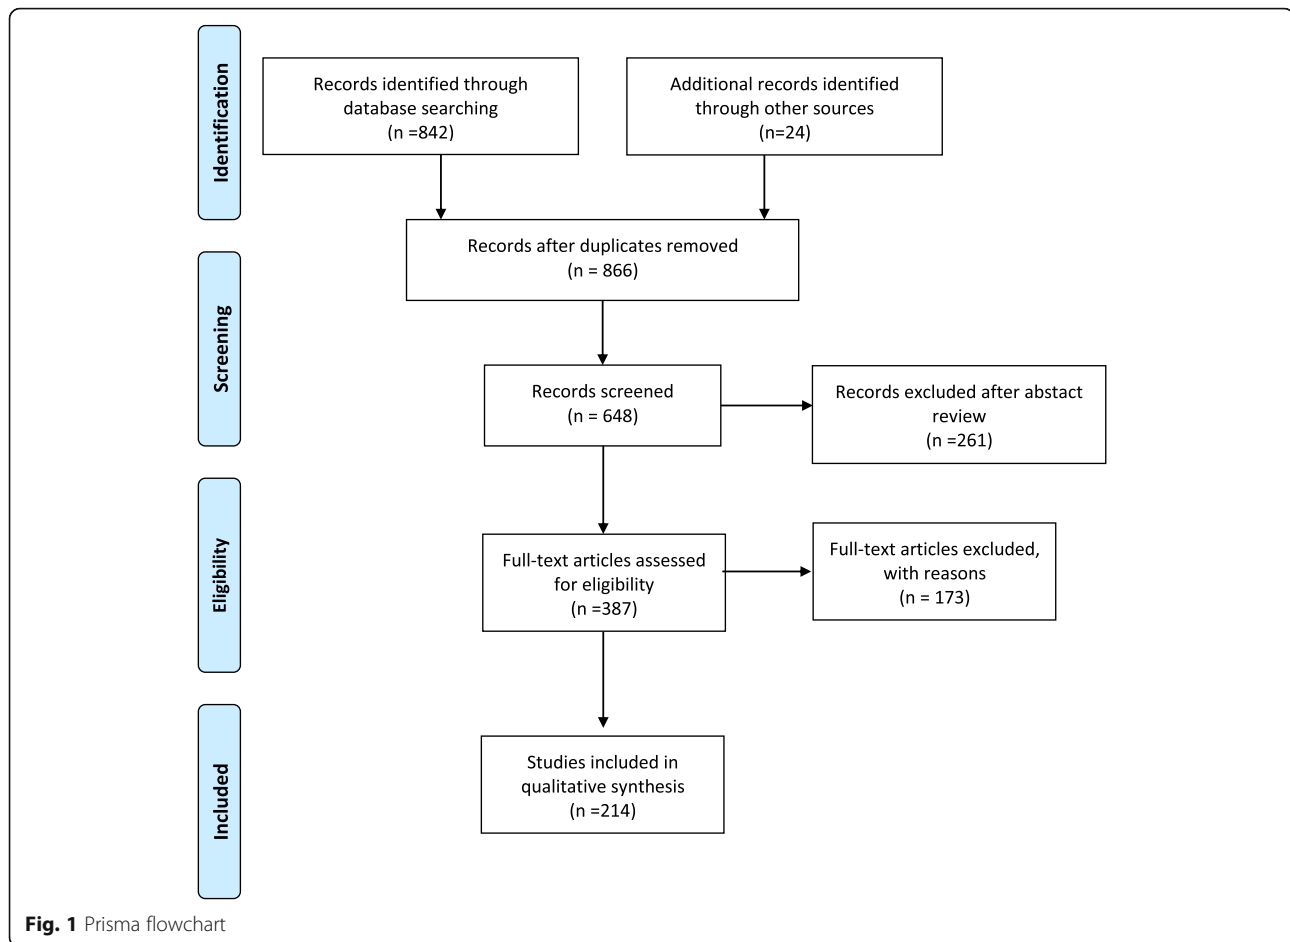 Identification
Records identified through
database searching
(n =842)
Additional records identified
through other sources
(n=24)
Records after duplicates removed
(n = 866)
Screening
Records screened
(n = 648)
Records excluded after abstact
review
(n =261)
Eligibility
Full-text articles assessed
for eligibility
(n =387)
Full-text articles excluded,
with reasons
(n = 173)
Included
Studies included in
qualitative synthesis
(n =214)
Fig. 1 Prisma flowchart